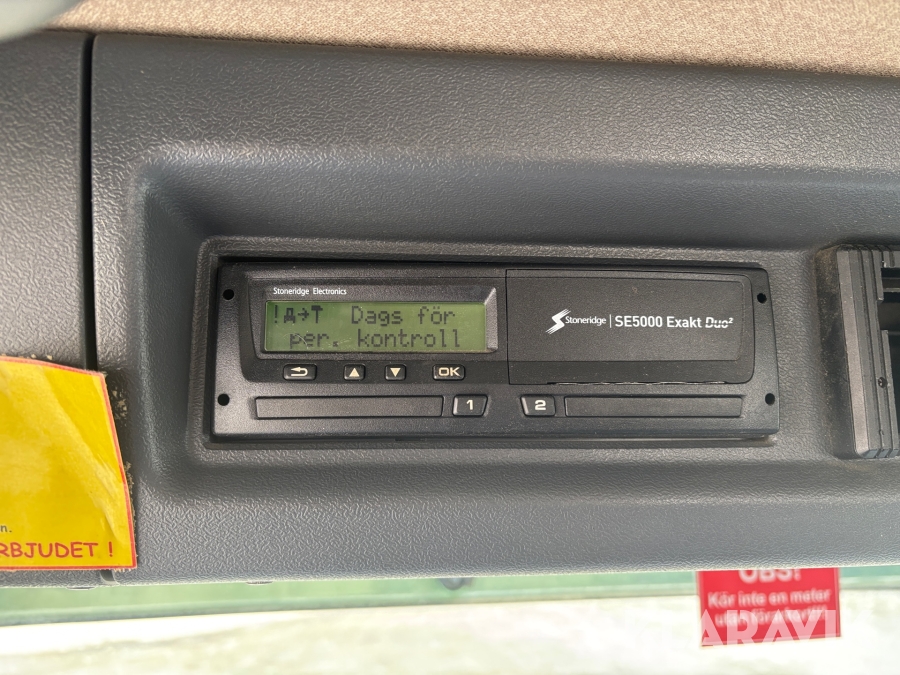 Stoneridge Electronics
! Dags för
per. kontroll
Stoneridge | SE5000 Exakt Duo²
OK
1
2
n.
RBJUDET !
OBS!
Kör inte en meter
utan